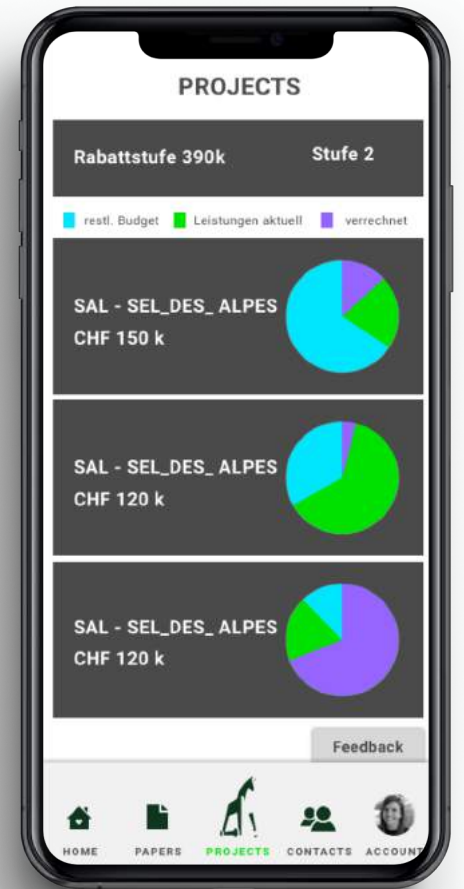 PROJECTS
Rabattstufe 390k Stufe 2
restl. Budget Leistungen aktuell verrechnet
SAL - SEL_DES_ ALPES
CHF 150 k
SAL - SEL_DES_ ALPES
CHF 120 k
SAL - SEL_DES_ ALPES
CHF 120 k
Feedback
HOME PAPERS PROJECTS CONTACTS ACCOUNT